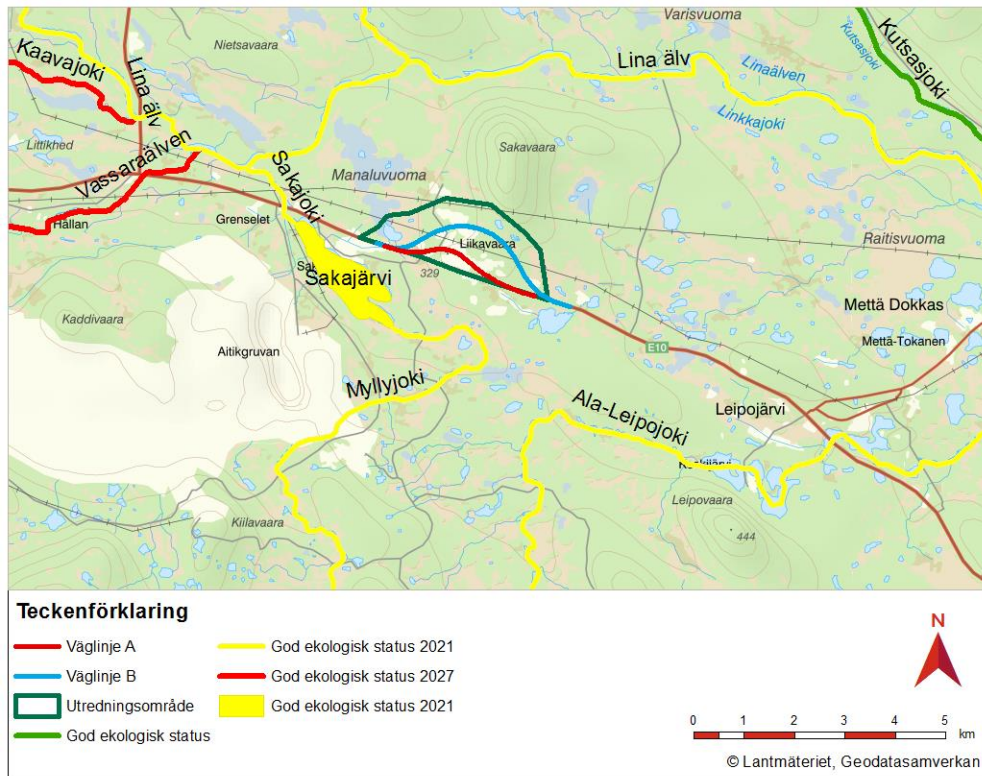 Varisvuoma
Nietsavaara
Kaavajoki
Lina älv
Lina älv
Kutsasjoki
Kutsasjoki
Linaälven
Linkkajoki
Littikhed
Vassaraälven
Sakajoki
Manaluvuoma
Sakavaara
Hällan
Grenselet
Liikavaara
Raitisvuoma
329
Sakajärvi
Mettä Dokkas
Kaddivaara
Aitikgruvan
E10
Mettä-Tokanen
Myllyjoki
Ala-Leipojoki
Leipojärvi
Kiilavaara
Leipovaara
444
Teckenförklaring
Väglinje A
God ekologisk status 2021
Väglinje B
God ekologisk status 2027
Utredningsområde
God ekologisk status 2021
God ekologisk status
N
0 1 2 3 4 5
km
© Lantmäteriet, Geodatasamverkan